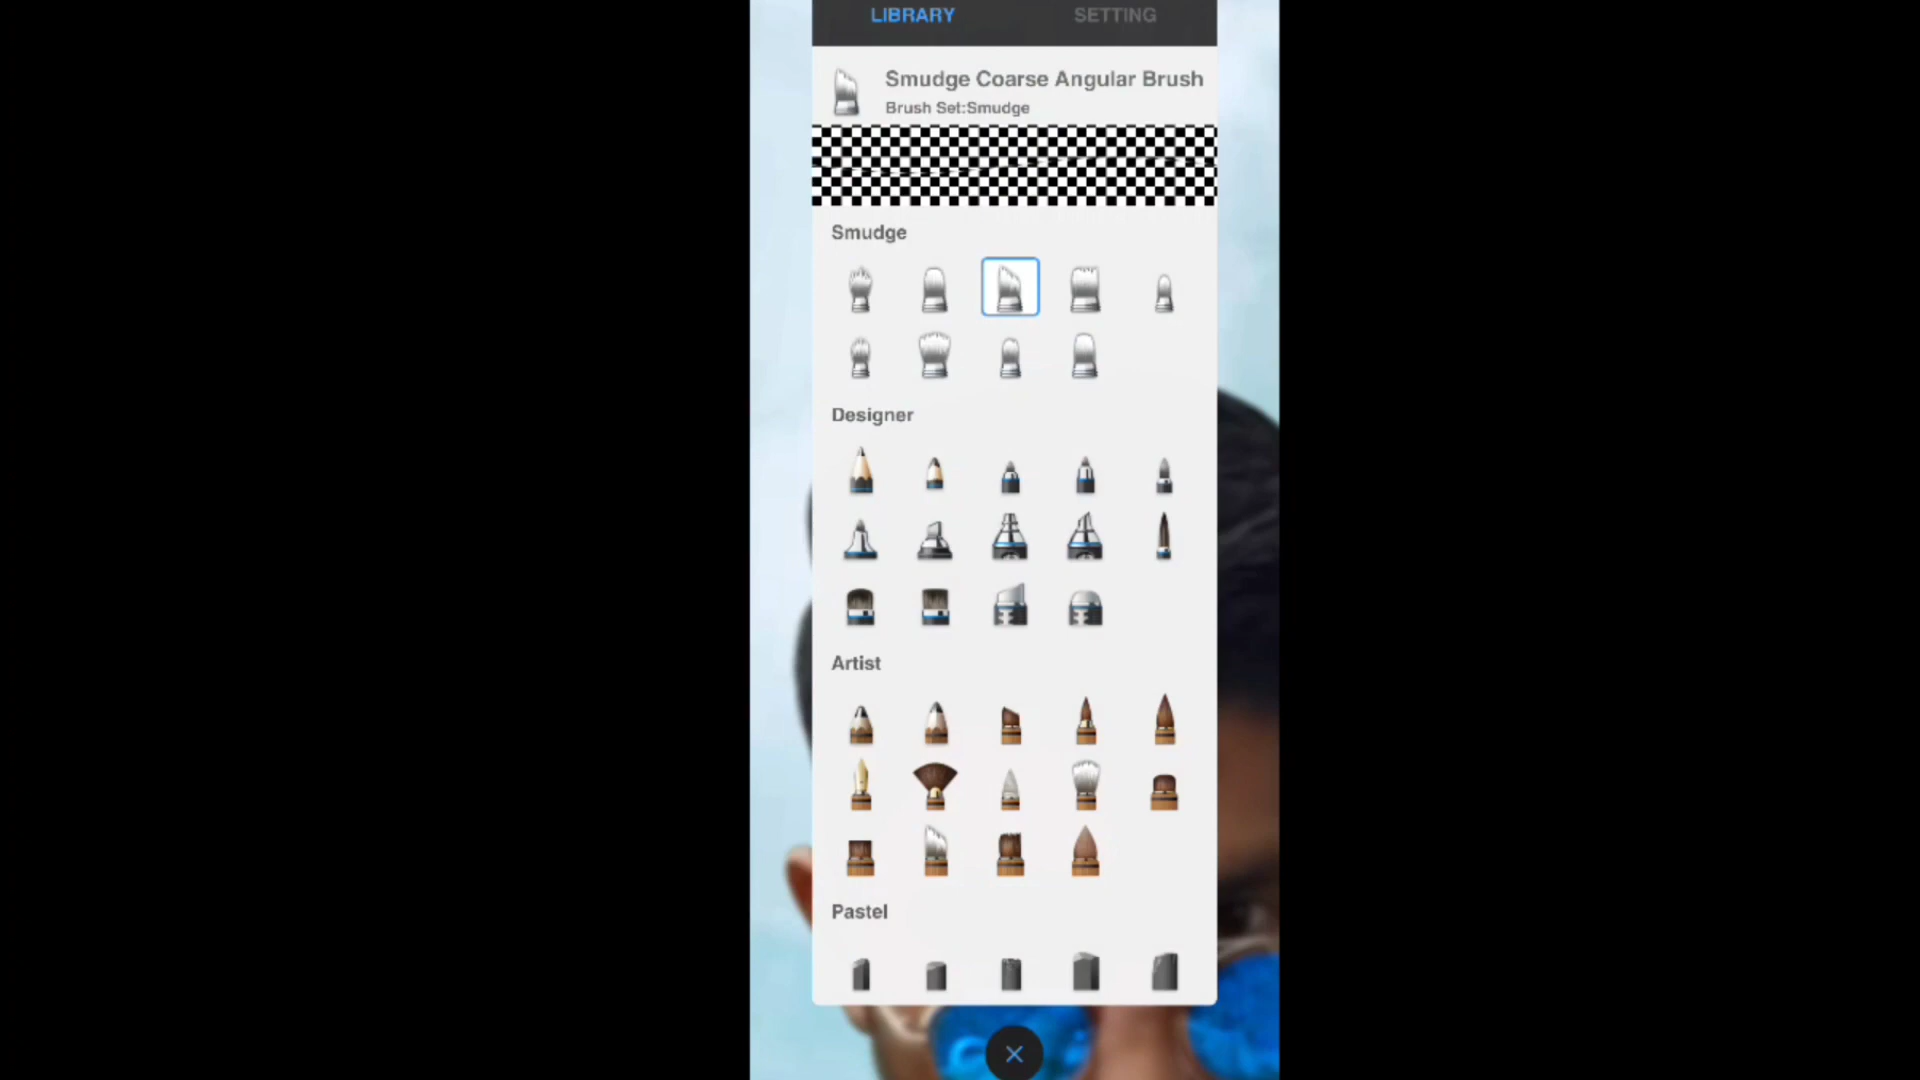 LIBRARY SETTING
Smudge Coarse Angular Brush
Brush Set:Smudge
Smudge
Designer
Artist
Pastel